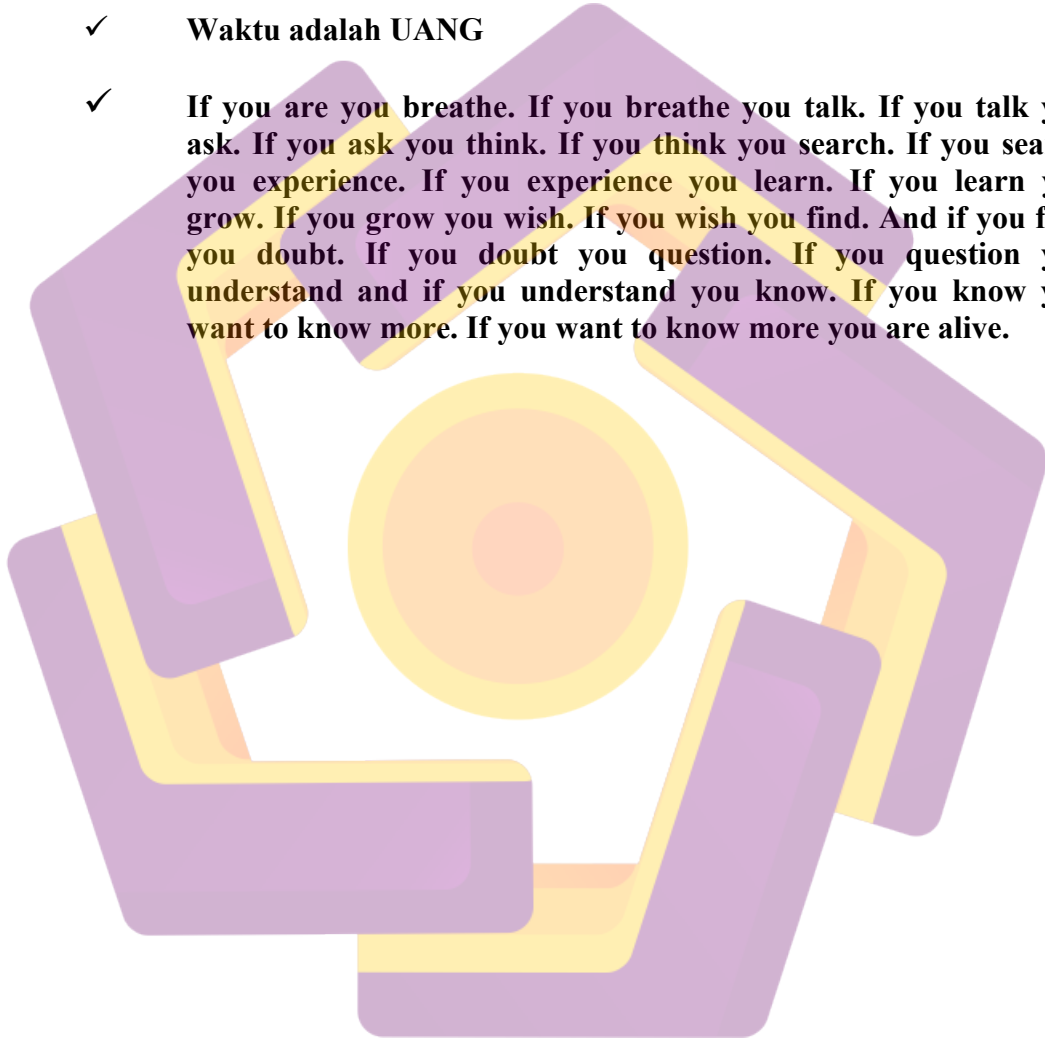 ✓ Waktu adalah UANG
✓ If you are you breathe. If you breathe you talk. If you talk y
ask. If you ask you think. If you think you search. If you sea
you experience. If you experience you learn. If you learn y
grow. If you grow you wish. If you wish you find. And if you f
you doubt. If you doubt you question. If you question y
understand and if you understand you know. If you know y
want to know more. If you want to know more you are alive.